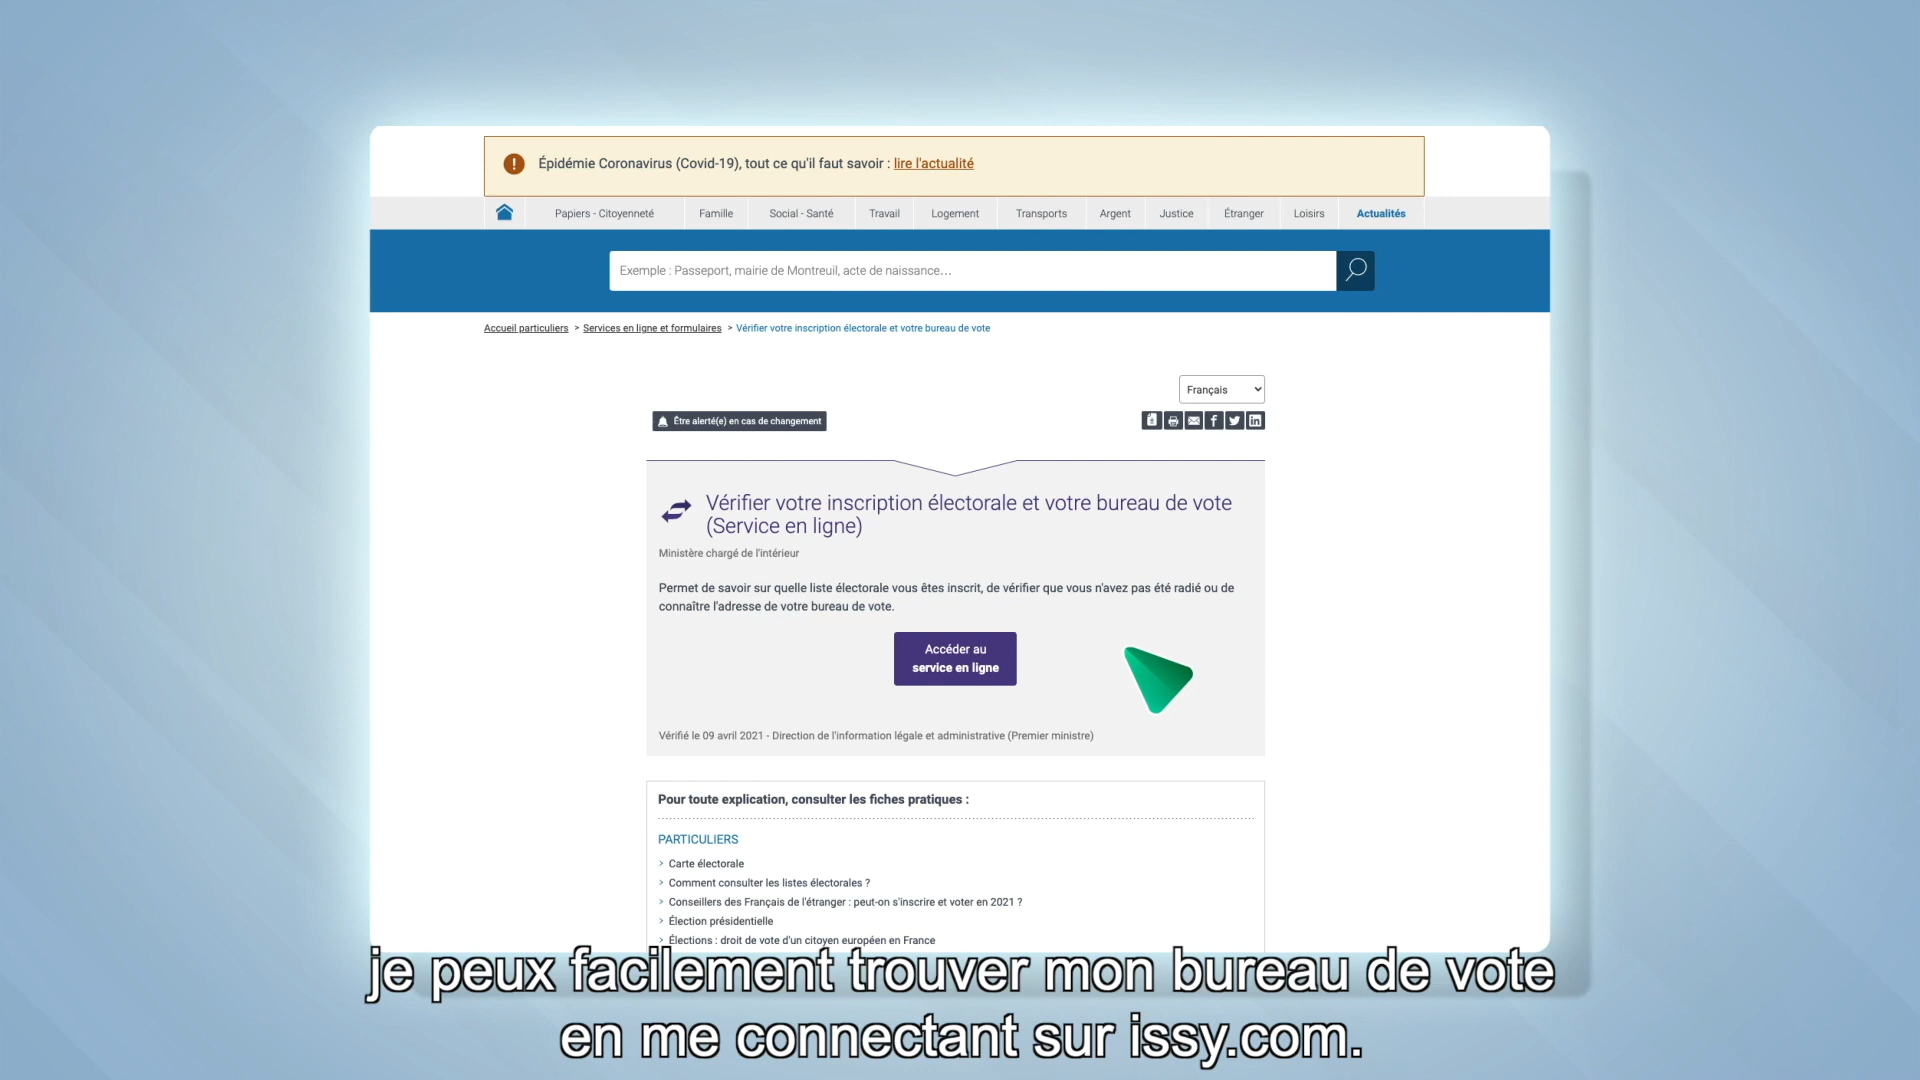 Épidémie Coronavirus (Covid-19), tout ce qu'il faut savoir : lire l'actualité
Papiers - Citoyenneté Famille Social - Santé Travail Logement Transports Argent Justice Étranger Loisirs Actualités
Exemple : Passeport, mairie de Montreuil, acte de naissance...
Accueil particuliers > Services en ligne et formulaires > Vérifier votre inscription électorale et votre bureau de vote
Français
Être alerté(e) en cas de changement
Vérifier votre inscription électorale et votre bureau de vote
(Service en ligne)
Ministère chargé de l'intérieur
Permet de savoir sur quelle liste électorale vous êtes inscrit, de vérifier que vous n'avez pas été radié ou de
connaître l'adresse de votre bureau de vote.
Accéder au
service en ligne
Vérifié le 09 avril 2021 - Direction de l'information légale et administrative (Premier ministre)
Pour toute explication, consulter les fiches pratiques :
PARTICULIERS
> Carte électorale
> Comment consulter les listes électorales ?
> Conseillers des Français de l'étranger : peut-on s'inscrire et voter en 2021 ?
> Élection présidentielle
> Élections : droit de vote d'un citoyen européen en France
je peux facilement trouver mon bureau de vote
en me connectant sur issy.com.